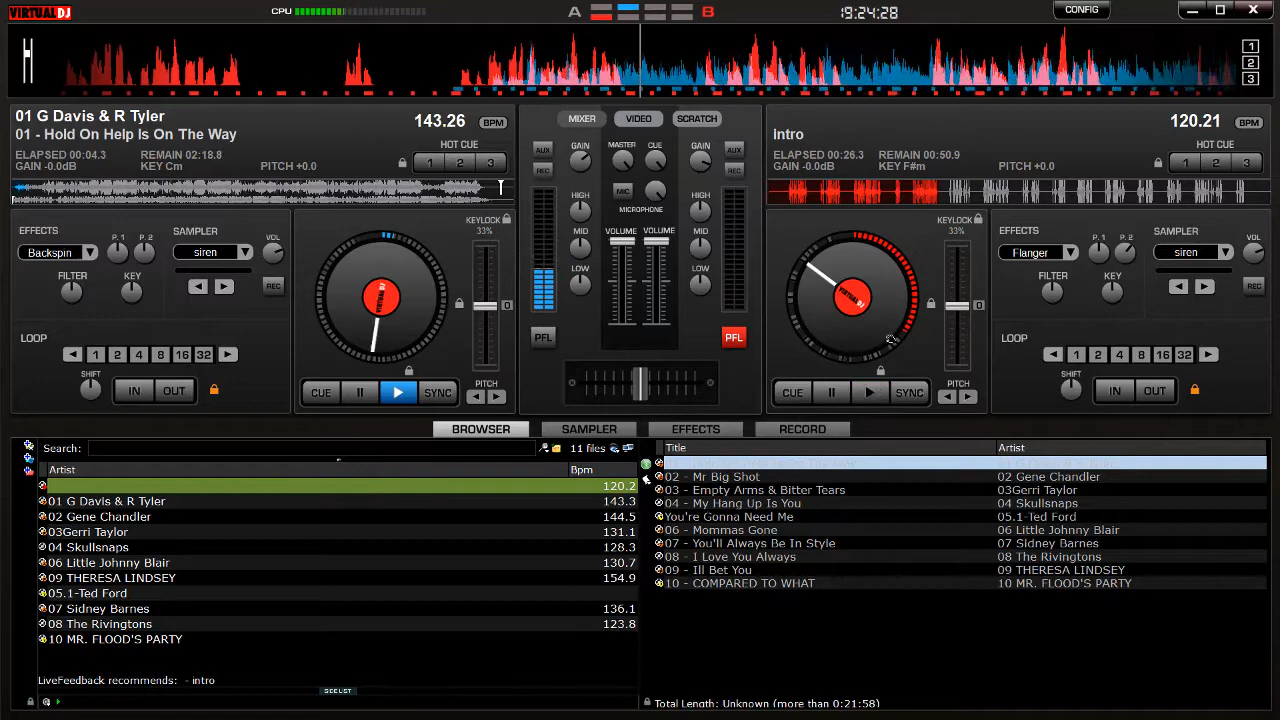 VIRTUAL DJ
CPU
A
B
19:24:28
CONFIG
1
2
3
01 G Davis & R Tyler
01 - Hold On Help Is On The Way
143.26
BPM
ELAPSED 00:04.3 REMAIN 02:18.8
GAIN -0.0dB KEY Cm PITCH +0.0
HOT CUE
1 2 3
MIXER VIDEO SCRATCH
AUX
REC
GAIN
MASTER
CUE
GAIN
AUX
REC
HIGH
MIC
MICROPHONE
HIGH
MID
VOLUME VOLUME
MID
LOW
LOW
PFL
PFL
intro
120.21
BPM
ELAPSED 00:26.3 REMAIN 00:50.9
GAIN -0.0dB KEY F#m PITCH +0.0
HOT CUE
1 2 3
EFFECTS
P. 1 P. 2
SAMPLER
VOL
Backspin
siren
FILTER
KEY
REC
LOOP
1 2 4 8 16 32
SHIFT
IN OUT
KEYLOCK
33%
0
VIRTUAL DJ
CUE
SYNC
PITCH
KEYLOCK
33%
0
VIRTUAL DJ
CUE
SYNC
PITCH
EFFECTS
P. 1 P. 2
SAMPLER
VOL
Flanger
siren
FILTER
KEY
REC
LOOP
1 2 4 8 16 32
SHIFT
IN OUT
BROWSER SAMPLER EFFECTS RECORD
Search:
11 files
Artist Bpm
120.2
01 G Davis & R Tyler 143.3
02 Gene Chandler 144.5
03Gerri Taylor 131.1
04 Skullsnaps 128.3
06 Little Johnny Blair 130.7
09 THERESA LINDSEY 154.9
05.1-Ted Ford
07 Sidney Barnes 136.1
08 The Rivingtons 123.8
10 MR. FLOOD'S PARTY
LiveFeedback recommends: - intro
SIDELIST
Title Artist
02 - Mr Big Shot 02 Gene Chandler
03 - Empty Arms & Bitter Tears 03Gerri Taylor
04 - My Hang Up Is You 04 Skullsnaps
You're Gonna Need Me 05.1-Ted Ford
06 - Mommas Gone 06 Little Johnny Blair
07 - You'll Always Be In Style 07 Sidney Barnes
08 - I Love You Always 08 The Rivingtons
09 - Ill Bet You 09 THERESA LINDSEY
10 - COMPARED TO WHAT 10 MR. FLOOD'S PARTY
Total Length: Unknown (more than 0:21:58)